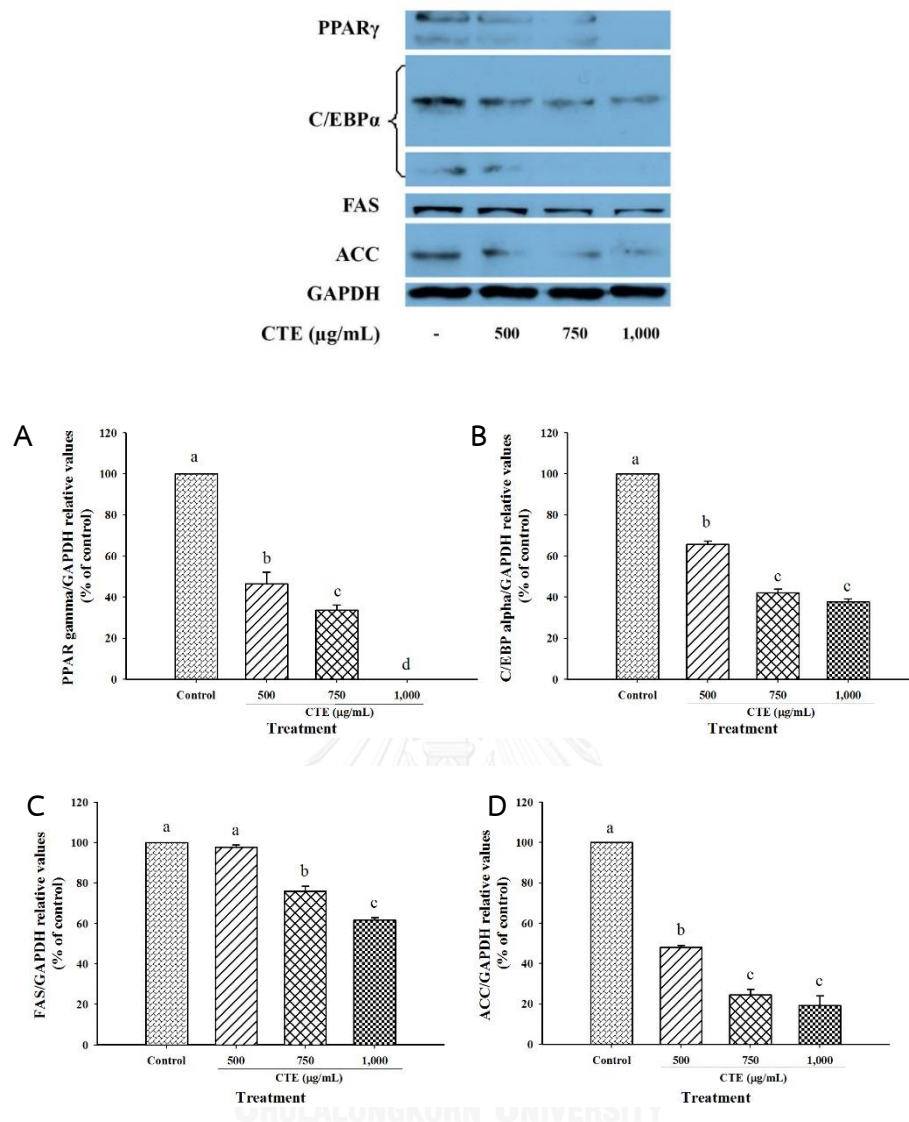 PPARγ
C/EBPα
FAS
ACC
GAPDH
CTE (µg/mL) - 500 750 1,000
A
PPAR gamma/GAPDH relative values
(% of control)
120
100
80
60
40
20
0
a
b
c
d
Control 500 750 1,000
CTE (µg/mL)
Treatment
B
C/EBP alpha/GAPDH relative values
(% of control)
120
100
80
60
40
20
0
a
b
c
c
Control 500 750 1,000
CTE (µg/mL)
Treatment
C
FAS/GAPDH relative values
(% of control)
120
100
80
60
40
20
0
a
a
b
c
Control 500 750 1,000
CTE (µg/mL)
Treatment
D
ACC/GAPDH relative values
(% of control)
120
100
80
60
40
20
0
a
b
c
c
Control 500 750 1,000
CTE (µg/mL)
Treatment
CHULALONGKORN UNIVERSITY